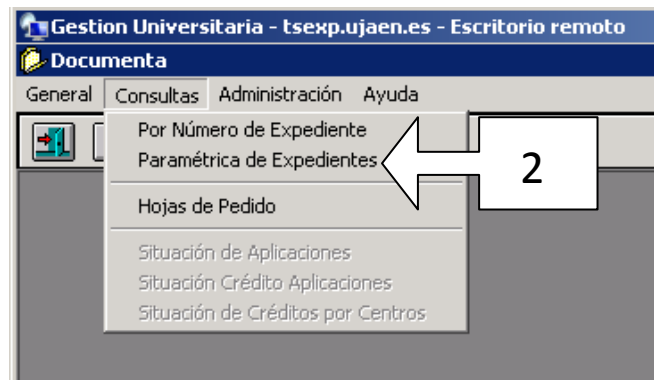 Gestion Universitaria - tsexp.ujaen.es - Escritorio remoto
Documenta
General Consultas Administración Ayuda
Por Número de Expediente
Paramétrica de Expedientes
2
Hojas de Pedido
Situación de Aplicaciones
Situación Crédito Aplicaciones
Situación de Créditos por Centros